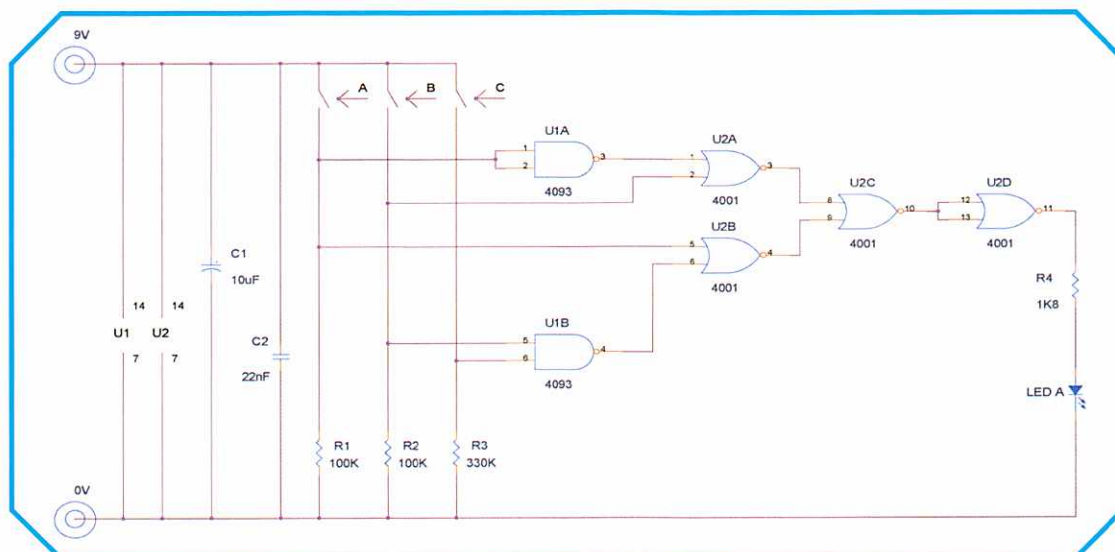 9V
A
B
C
U1A
1
2
3
4093
U2A
1
2
3
4001
U2C
8
9
10
4001
U2D
12
13
11
4001
U2B
5
6
4
4001
C1
10uF
R4
1K8
14
14
U1
U2
7
7
U1B
5
6
4
4093
C2
22nF
LED A
R1
100K
R2
100K
R3
330K
0V